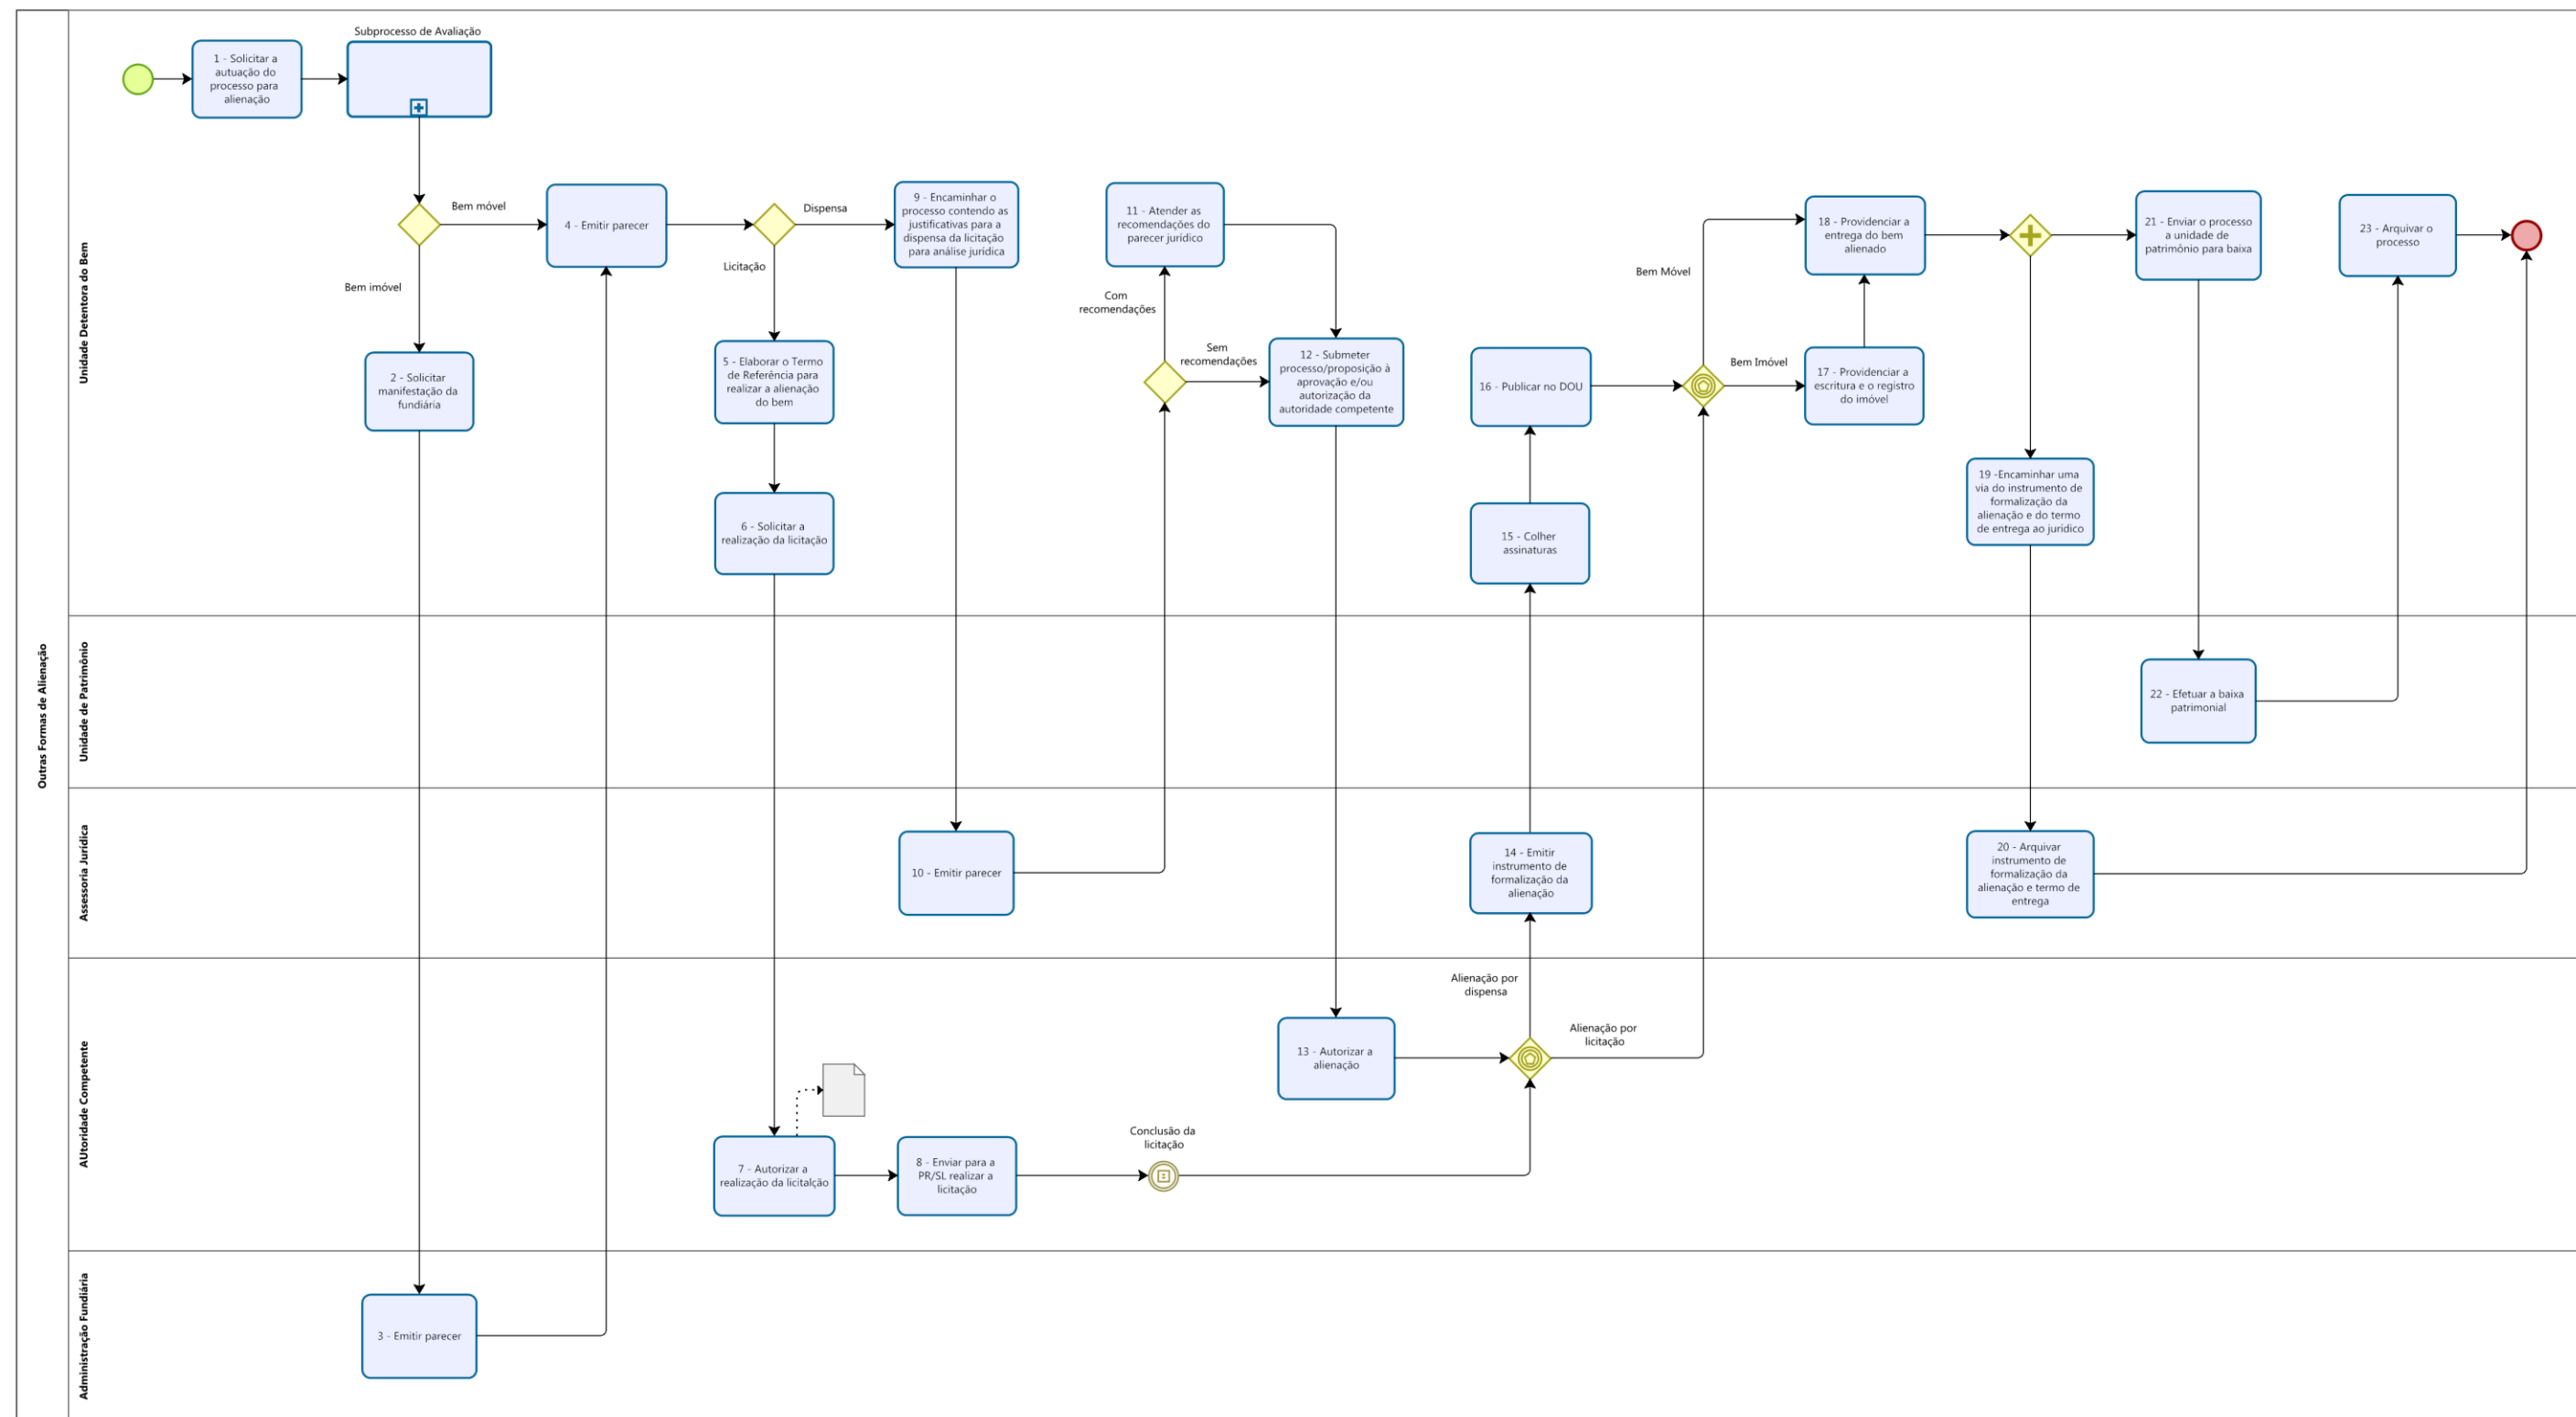 Outras Formas de Alienação
Unidade Detentora do Bem
Subprocesso de Avaliação
1 - Solicitar a
autuação do
processo para
alienação
Bem móvel
Bem imóvel
2 - Solicitar
manifestação da
fundiária
4 - Emitir parecer
Dispensa
Licitação
5 - Elaborar o Termo
de Referência para
realizar a alienação
do bem
6 - Solicitar a
realização da licitação
9 - Encaminhar o
processo contendo as
justificativas para a
dispensa da licitação
para análise jurídica
11 - Atender as
recomendações do
parecer jurídico
Com
recomendações
Sem
recomendações
12 - Submeter
processo/proposição à
aprovação e/ou
autorização da
autoridade competente
16 - Publicar no DOU
15 - Colher
assinaturas
Bem Móvel
Bem Imóvel
18 - Providenciar a
entrega do bem
alienado
17 - Providenciar a
escritura e o registro
do imóvel
19 -Encaminhar uma
via do instrumento de
formalização da
alienação e do termo
de entrega ao jurídico
21 - Enviar o processo
a unidade de
patrimônio para baixa
23 - Arquivar o
processo
Unidade de Patrimônio
22 - Efetuar a baixa
patrimonial
Assessoria Jurídica
10 - Emitir parecer
14 - Emitir
instrumento de
formalização da
alienação
20 - Arquivar
instrumento de
formalização da
alienação e termo de
entrega
AUtoridade Competente
Alienação por
dispensa
Alienação por
licitação
13 - Autorizar a
alienação
7 - Autorizar a
realização da licitalção
8 - Enviar para a
PR/SL realizar a
licitação
Conclusão da
licitação
Administração Fundiária
3 - Emitir parecer